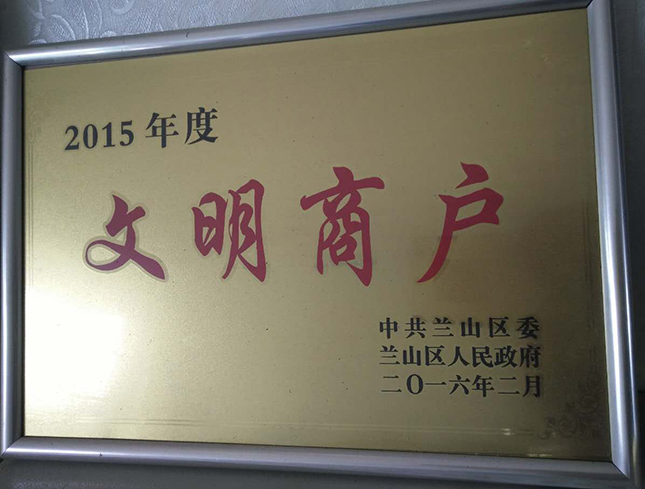 2015年度
文明商户
中共兰山区委
兰山区人民政府
二〇一六年二月